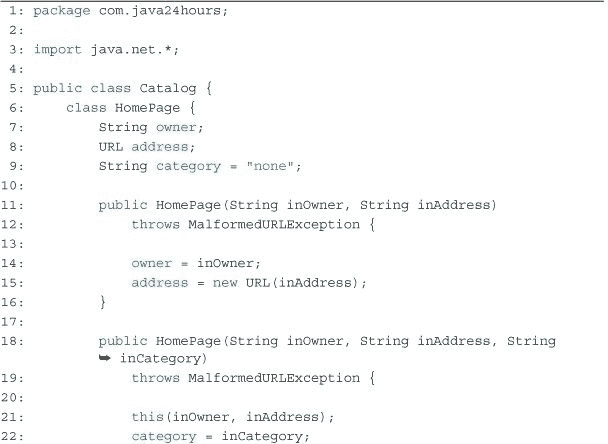 1: package com.java24hours;
2:
3: import java.net.*;
4:
5: public class Catalog {
6:     class HomePage {
7:         String owner;
8:         URL address;
9:         String category = "none";
10:
11:         public HomePage(String inOwner, String inAddress)
12:             throws MalformedURLException {
13:
14:             owner = inOwner;
15:             address = new URL(inAddress);
16:         }
17:
18:         public HomePage(String inOwner, String inAddress, String
➥ inCategory)
19:             throws MalformedURLException {
20:
21:             this(inOwner, inAddress);
22:             category = inCategory;